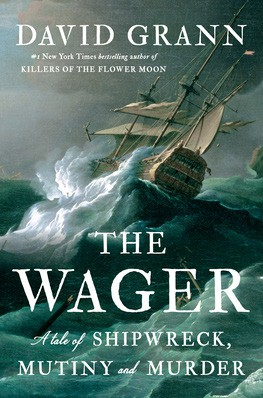 DAVID GRANN
#1 New York Times bestselling author of
KILLERS OF THE FLOWER MOON
THE
WAGER
A tale of SHIPWRECK,
MUTINY and MURDER